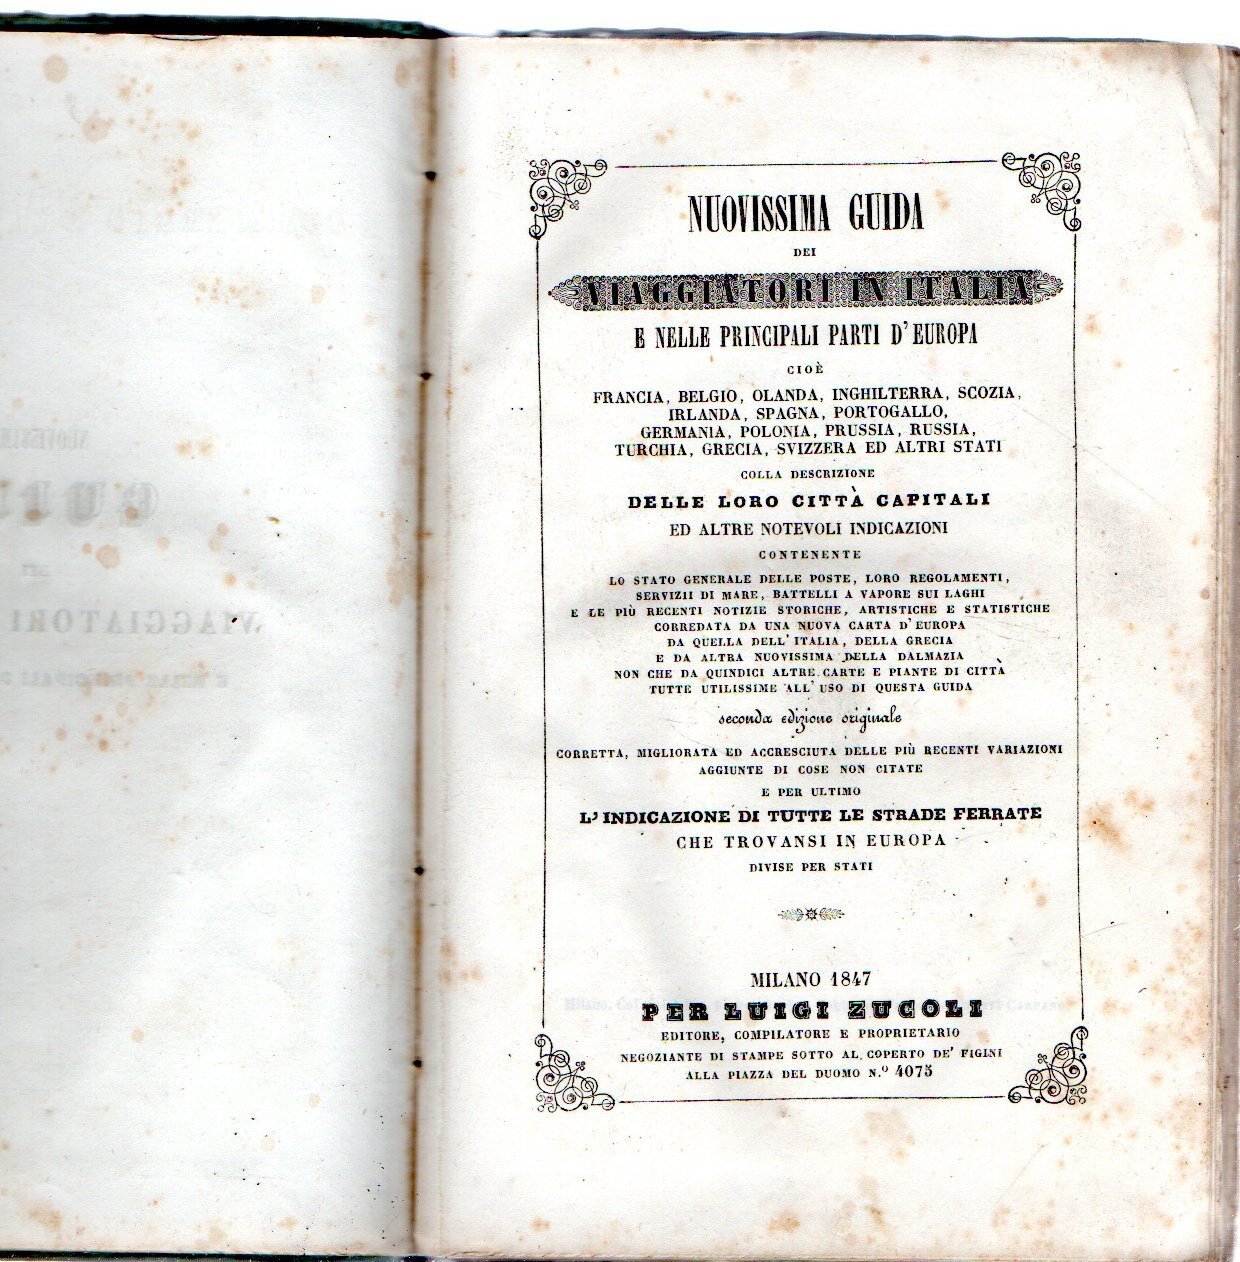 NUOVISSIMA GUIDA
DEI
VIAGGIATORI IN ITALIA
E NELLE PRINCIPALI PARTI D'EUROPA
CIOÈ
FRANCIA, BELGIO, OLANDA, INGHILTERRA, SCOZIA,
IRLANDA, SPAGNA, PORTOGALLO,
GERMANIA, POLONIA, PRUSSIA, RUSSIA,
TURCHIA, GRECIA, SVIZZERA ED ALTRI STATI
COLLA DESCRIZIONE
DELLE LORO CITTÀ CAPITALI
ED ALTRE NOTEVOLI INDICAZIONI
CONTENENTE
LO STATO GENERALE DELLE POSTE, LORO REGOLAMENTI,
SERVIZII DI MARE, BATTELLI A VAPORE SUI LAGHI
E LE PIÙ RECENTI NOTIZIE STORICHE, ARTISTICHE E STATISTICHE
CORREDATA DA UNA NUOVA CARTA D'EUROPA
DA QUELLA DELL'ITALIA, DELLA GRECIA
E DA ALTRA NUOVISSIMA DELLA DALMAZIA
NON CHE DA QUINDICI ALTRE CARTE E PIANTE DI CITTÀ
TUTTE UTILISSIME ALL'USO DI QUESTA GUIDA
seconda edizione originale
CORRETTA, MIGLIORATA ED ACCRESCIUTA DELLE PIÙ RECENTI VARIAZIONI
AGGIUNTE DI COSE NON CITATE
E PER ULTIMO
L'INDICAZIONE DI TUTTE LE STRADE FERRATE
CHE TROVANSI IN EUROPA
DIVISE PER STATI
MILANO 1847
PER LUIGI ZUCOLI
EDITORE, COMPILATORE E PROPRIETARIO
NEGOZIANTE DI STAMPE SOTTO AL COPERTO DE' FIGINI
ALLA PIAZZA DEL DUOMO N.º 4075